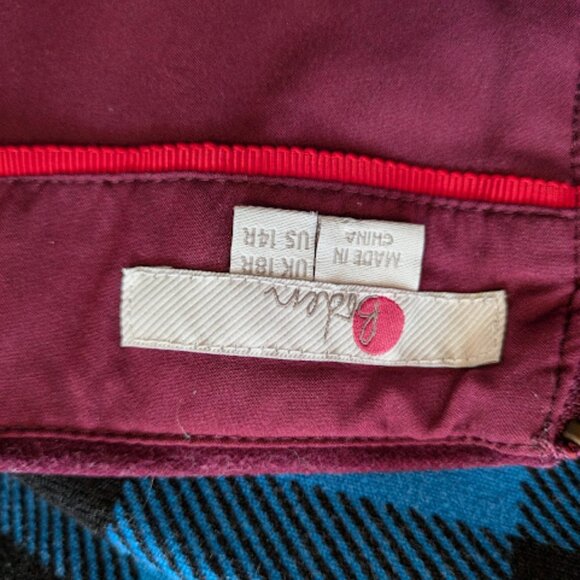 Boden
UK 18R
US 14R
MADE IN
CHINA